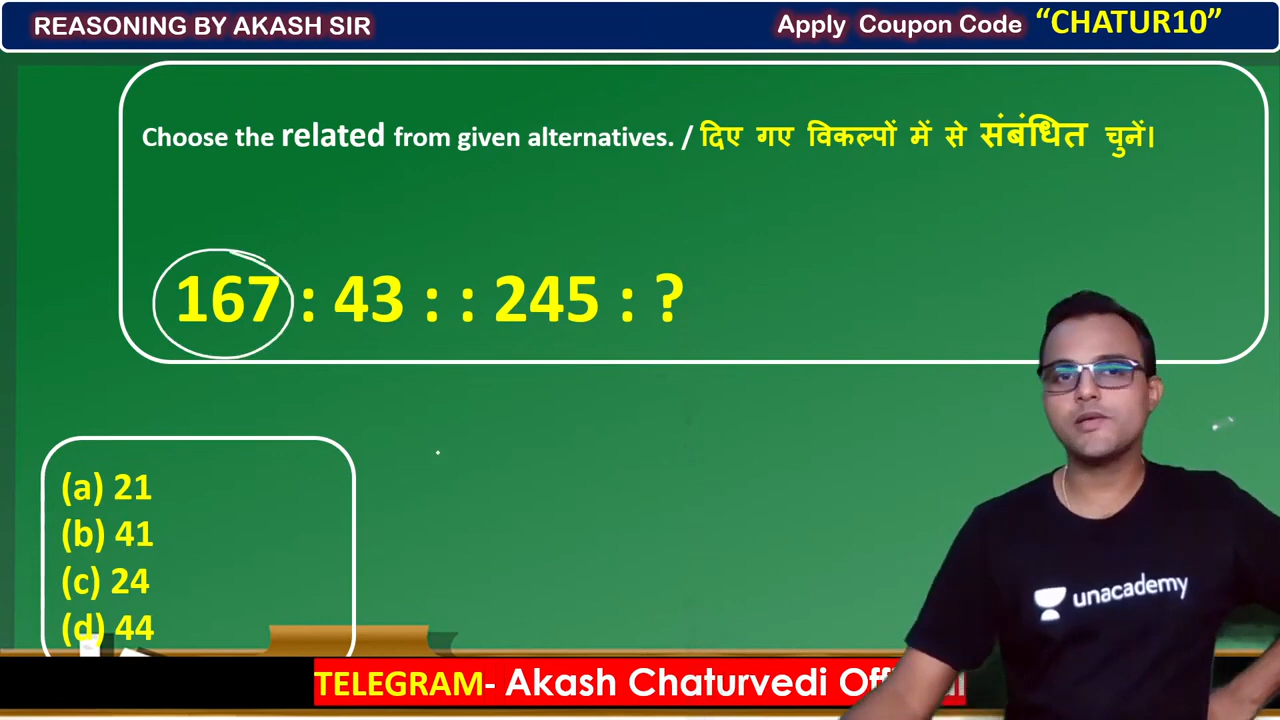 REASONING BY AKASH SIR
Apply Coupon Code “CHATUR10”
Choose the related from given alternatives. / दिए गए विकल्पों में से संबंधित चुनें।
167 : 43 : : 245 : ?
(a) 21
(b) 41
(c) 24
(d) 44
unacademy
TELEGRAM- Akash Chaturvedi